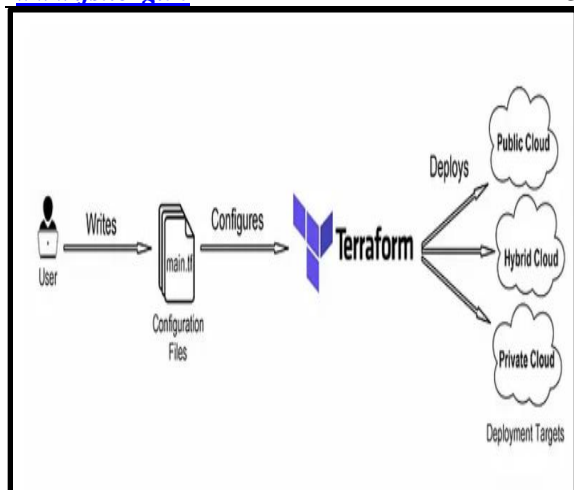 Writes
User
main.tf
Configuration
Files
Configures
Terraform
Deploys
Public Cloud
Hybrid Cloud
Private Cloud
Deployment Targets